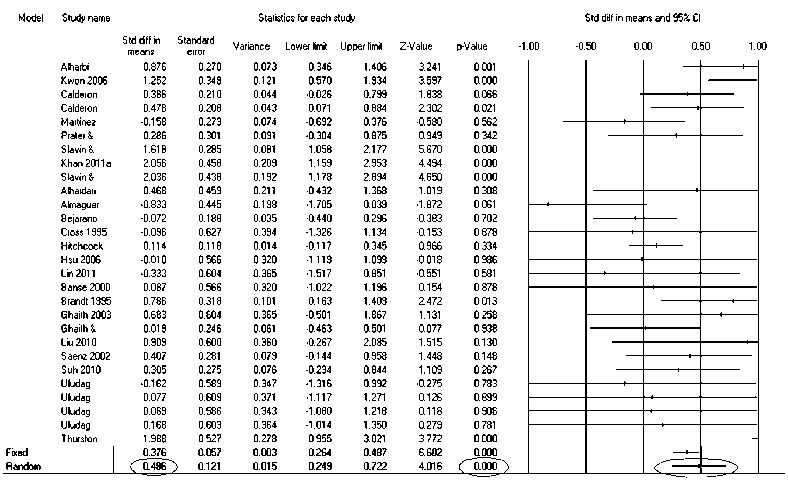 Model Study name Statistics for each study Std diff in means and 95% CI
Std diff in means Standard error Variance Lower limit Upper limit Z-Value p-Value -1.00 -0.50 0.00 0.50 1.00
Alharbi 0.876 0.270 0.073 0.346 1.406 3.241 0.001
Kwon 2006 1.252 0.348 0.121 0.570 1.934 3.597 0.000
Calderon 0.386 0.210 0.044 -0.026 0.799 1.838 0.066
Calderon 0.478 0.208 0.043 0.071 0.884 2.302 0.021
Martinez -0.158 0.273 0.074 -0.692 0.376 -0.580 0.562
Prater & 0.286 0.301 0.091 -0.304 0.875 0.949 0.342
Slavin & 1.618 0.285 0.081 1.058 2.177 5.670 0.000
Khan 2011a 2.056 0.458 0.209 1.159 2.953 4.494 0.000
Slavin & 2.036 0.438 0.192 1.178 2.894 4.650 0.000
Alhaidari 0.468 0.459 0.211 -0.432 1.368 1.019 0.308
Almaguer -0.833 0.445 0.198 -1.705 0.039 -1.872 0.061
Bejarano -0.072 0.188 0.035 -0.440 0.296 -0.383 0.702
Cross 1995 -0.096 0.627 0.394 -1.326 1.134 -0.153 0.878
Hitchcock 0.114 0.118 0.014 -0.117 0.345 0.966 0.334
Hsu 2006 -0.010 0.566 0.320 -1.119 1.099 -0.018 0.986
Lin 2011 -0.333 0.604 0.365 -1.517 0.851 -0.551 0.581
Banse 2000 0.087 0.566 0.320 -1.022 1.196 0.154 0.878
Brandt 1995 0.786 0.318 0.101 0.163 1.409 2.472 0.013
Ghaith 2003 0.683 0.604 0.365 -0.501 1.867 1.131 0.258
Ghaith & 0.019 0.246 0.061 -0.463 0.501 0.077 0.938
Liu 2010 0.909 0.600 0.360 -0.267 2.085 1.515 0.130
Saenz 2002 0.407 0.281 0.079 -0.144 0.958 1.448 0.148
Suh 2010 0.305 0.275 0.076 -0.234 0.844 1.109 0.267
Uludag -0.162 0.589 0.347 -1.316 0.992 -0.275 0.783
Uludag 0.077 0.609 0.371 -1.117 1.271 0.126 0.899
Uludag 0.069 0.586 0.343 -1.080 1.218 0.118 0.906
Uludag 0.168 0.603 0.364 -1.014 1.350 0.279 0.781
Thurston 1.988 0.527 0.278 0.955 3.021 3.772 0.000
Fixed 0.376 0.057 0.003 0.264 0.487 6.602 0.000
Random 0.486 0.121 0.015 0.249 0.722 4.016 0.000